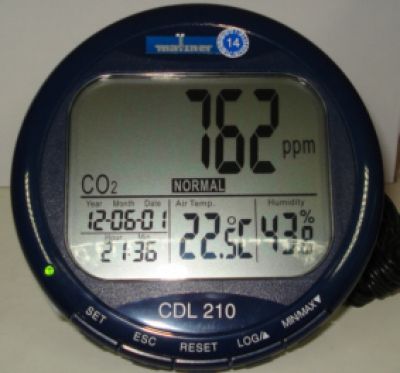 Wöhler 14
762 ppm
CO2 NORMAL
Year Month Date Air Temp. Humidity
12-06-01 22.5°C 43.8%
Hour Min
21:36
CDL 210
SET ESC RESET LOG/▲ MIN/MAX▼